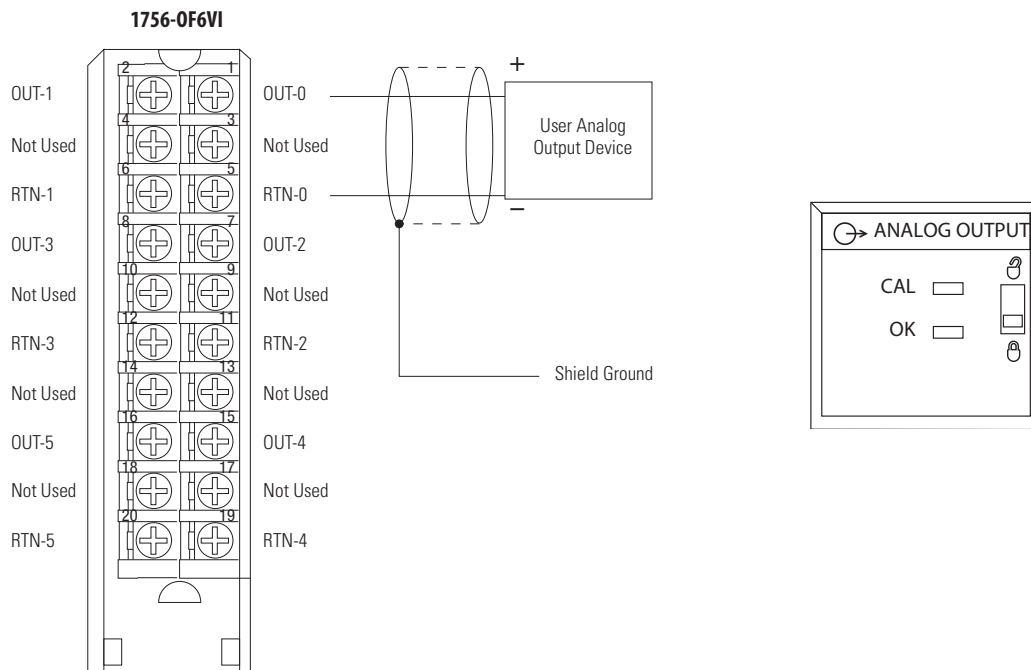 1756-OF6VI
2 1
OUT-1 OUT-0
4 3
Not Used Not Used
6 5
RTN-1 RTN-0
8 7
OUT-3 OUT-2
10 9
Not Used Not Used
12 11
RTN-3 RTN-2
14 13
Not Used Not Used
16 15
OUT-5 OUT-4
18 17
Not Used Not Used
20 19
RTN-5 RTN-4
+
User Analog
Output Device
–
Shield Ground
ANALOG OUTPUT
CAL
OK